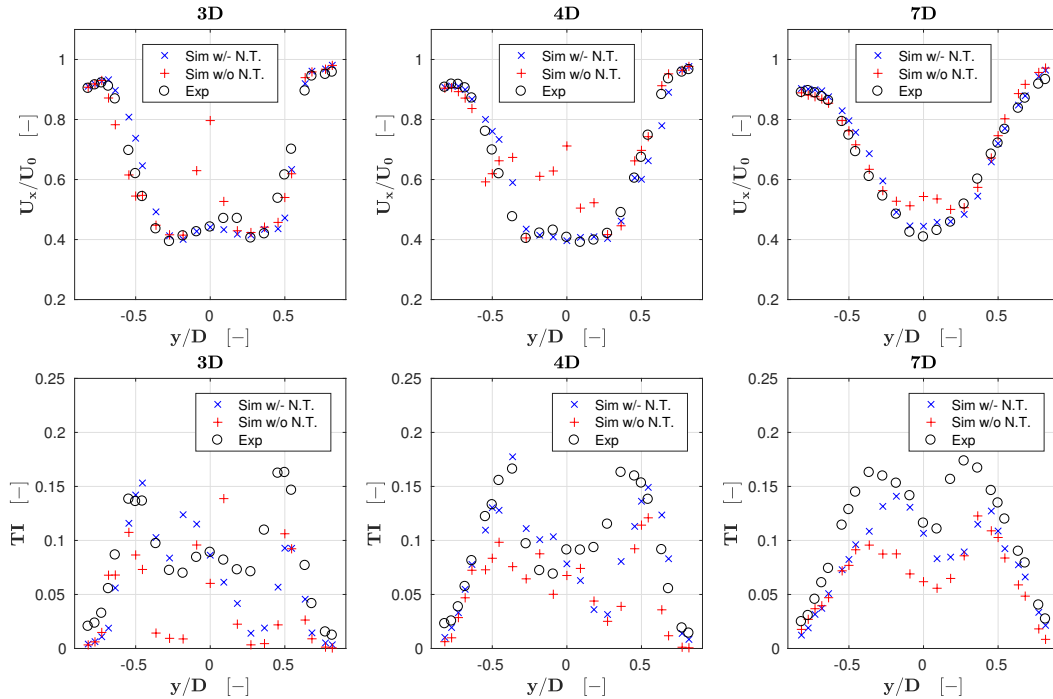 3D
1
0.8
0.6
0.4
0.2
U_x/U_0 [−]
Sim w/- N.T.
Sim w/o N.T.
Exp
-0.5 0 0.5
y/D [−]
4D
1
0.8
0.6
0.4
0.2
U_x/U_0 [−]
Sim w/- N.T.
Sim w/o N.T.
Exp
-0.5 0 0.5
y/D [−]
7D
1
0.8
0.6
0.4
0.2
U_x/U_0 [−]
Sim w/- N.T.
Sim w/o N.T.
Exp
-0.5 0 0.5
y/D [−]
3D
0.25
0.2
0.15
0.1
0.05
0
TI [−]
Sim w/- N.T.
Sim w/o N.T.
Exp
-0.5 0 0.5
y/D [−]
4D
0.25
0.2
0.15
0.1
0.05
0
TI [−]
Sim w/- N.T.
Sim w/o N.T.
Exp
-0.5 0 0.5
y/D [−]
7D
0.25
0.2
0.15
0.1
0.05
0
TI [−]
Sim w/- N.T.
Sim w/o N.T.
Exp
-0.5 0 0.5
y/D [−]